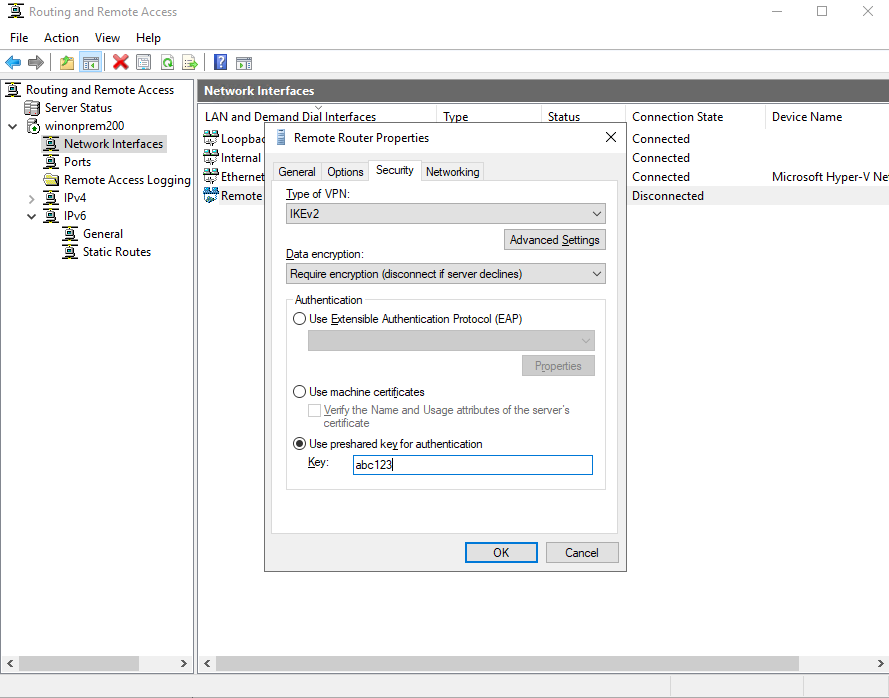 Routing and Remote Access
File Action View Help
Routing and Remote Access
Server Status
winonprem200
Network Interfaces
Ports
Remote Access Logging
IPv4
IPv6
General
Static Routes
Network Interfaces
LAN and Demand Dial Interfaces Type Status Connection State Device Name
Loopbac Connected
Internal Connected
Ethernet Connected Microsoft Hyper-V Ne
Remote Disconnected
Remote Router Properties
General Options Security Networking
Type of VPN:
IKEv2
Advanced Settings
Data encryption:
Require encryption (disconnect if server declines)
Authentication
Use Extensible Authentication Protocol (EAP)
Properties
Use machine certificates
Verify the Name and Usage attributes of the server's
certificate
Use preshared key for authentication
Key: abc123
OK Cancel